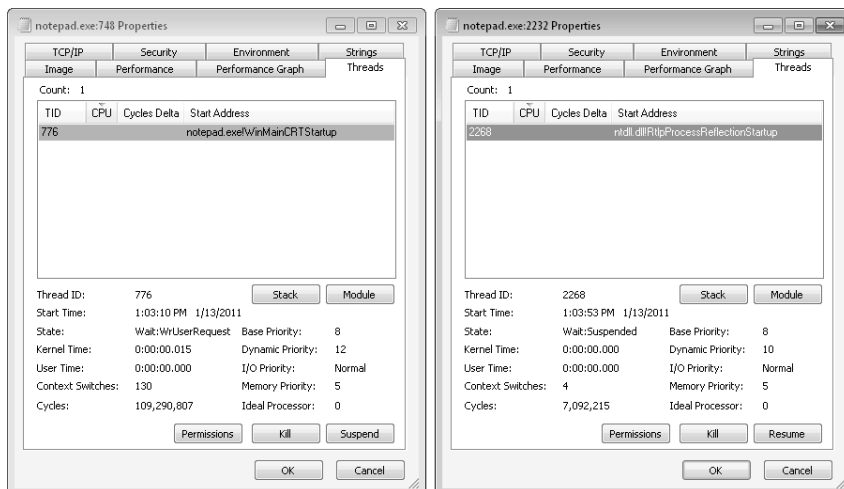 notepad.exe:748 Properties
TCP/IP Security Environment Strings
Image Performance Performance Graph Threads
Count: 1
TID CPU Cycles Delta Start Address
776 notepad.exe!WinMainCRTStartup
Thread ID: 776 Stack Module
Start Time: 1:03:10 PM 1/13/2011
State: Wait:WrUserRequest Base Priority: 8
Kernel Time: 0:00:00.015 Dynamic Priority: 12
User Time: 0:00:00.000 I/O Priority: Normal
Context Switches: 130 Memory Priority: 5
Cycles: 109,290,807 Ideal Processor: 0
Permissions Kill Suspend
OK Cancel
notepad.exe:2232 Properties
TCP/IP Security Environment Strings
Image Performance Performance Graph Threads
Count: 1
TID CPU Cycles Delta Start Address
2268 ntdll.dll!RtlpProcessReflectionStartup
Thread ID: 2268 Stack Module
Start Time: 1:03:53 PM 1/13/2011
State: Wait:Suspended Base Priority: 8
Kernel Time: 0:00:00.000 Dynamic Priority: 10
User Time: 0:00:00.000 I/O Priority: Normal
Context Switches: 4 Memory Priority: 5
Cycles: 7,092,215 Ideal Processor: 0
Permissions Kill Resume
OK Cancel